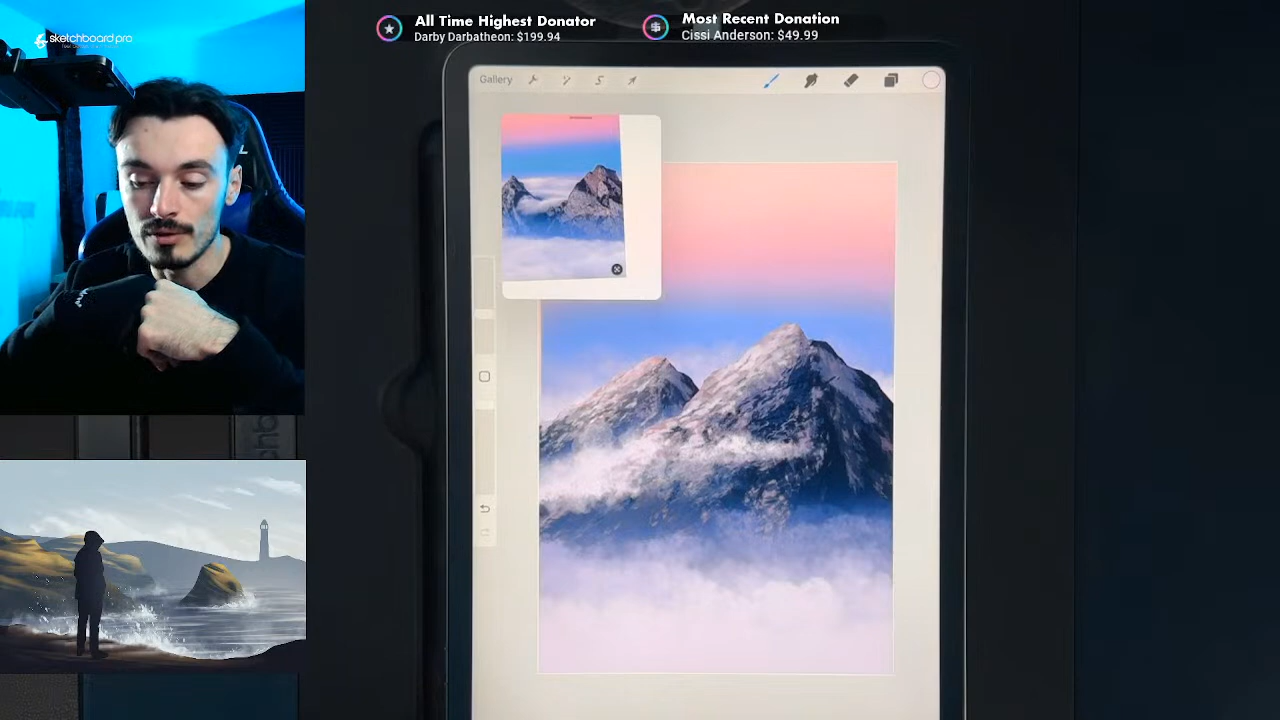 sketchboard pro
All Time Highest Donator
Darby Darbatheon: $199.94
Most Recent Donation
Cissi Anderson: $49.99
Gallery